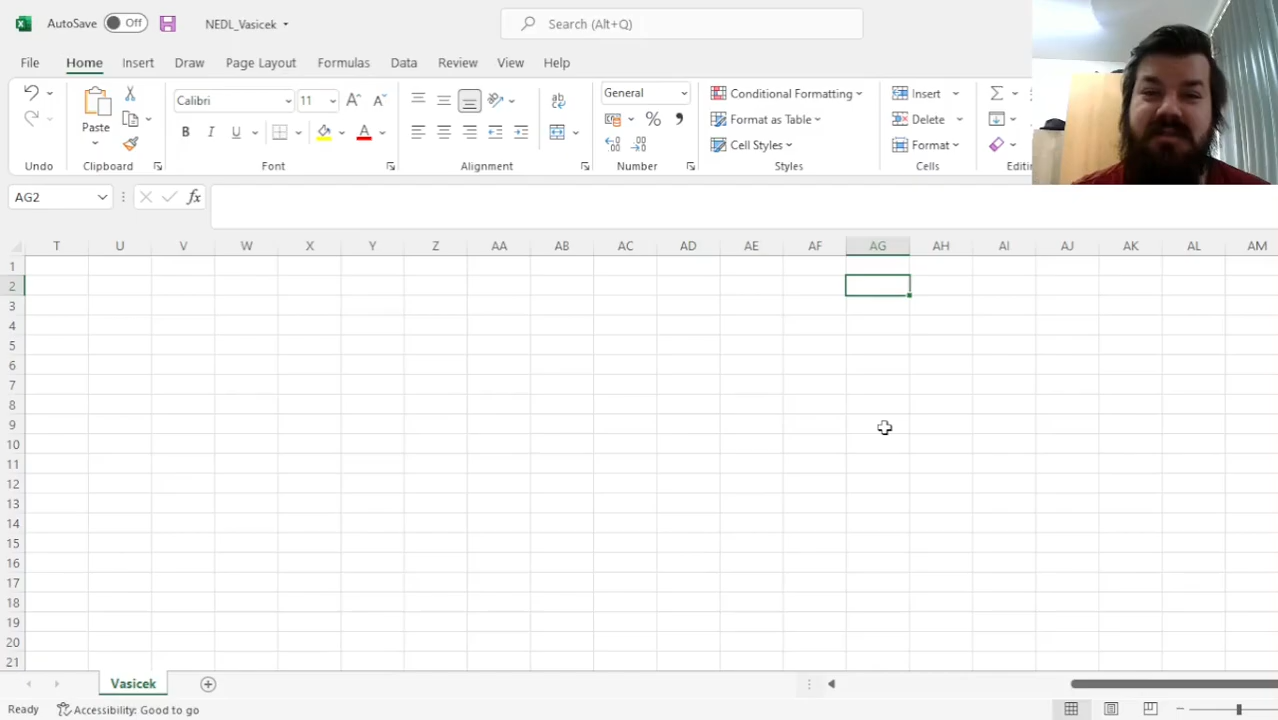 AutoSave Off NEDL_Vasicek Search (Alt+Q)
File Home Insert Draw Page Layout Formulas Data Review View Help
Calibri 11 A A General Conditional Formatting Insert
Paste Format as Table Delete
B I U A % , Cell Styles Format
Undo Clipboard Font Alignment Number Styles Cells Editin
AG2 fx
T U V W X Y Z AA AB AC AD AE AF AG AH AI AJ AK AL AM
1
2
3
4
5
6
7
8
9
10
11
12
13
14
15
16
17
18
19
20
21
Vasicek
Ready Accessibility: Good to go